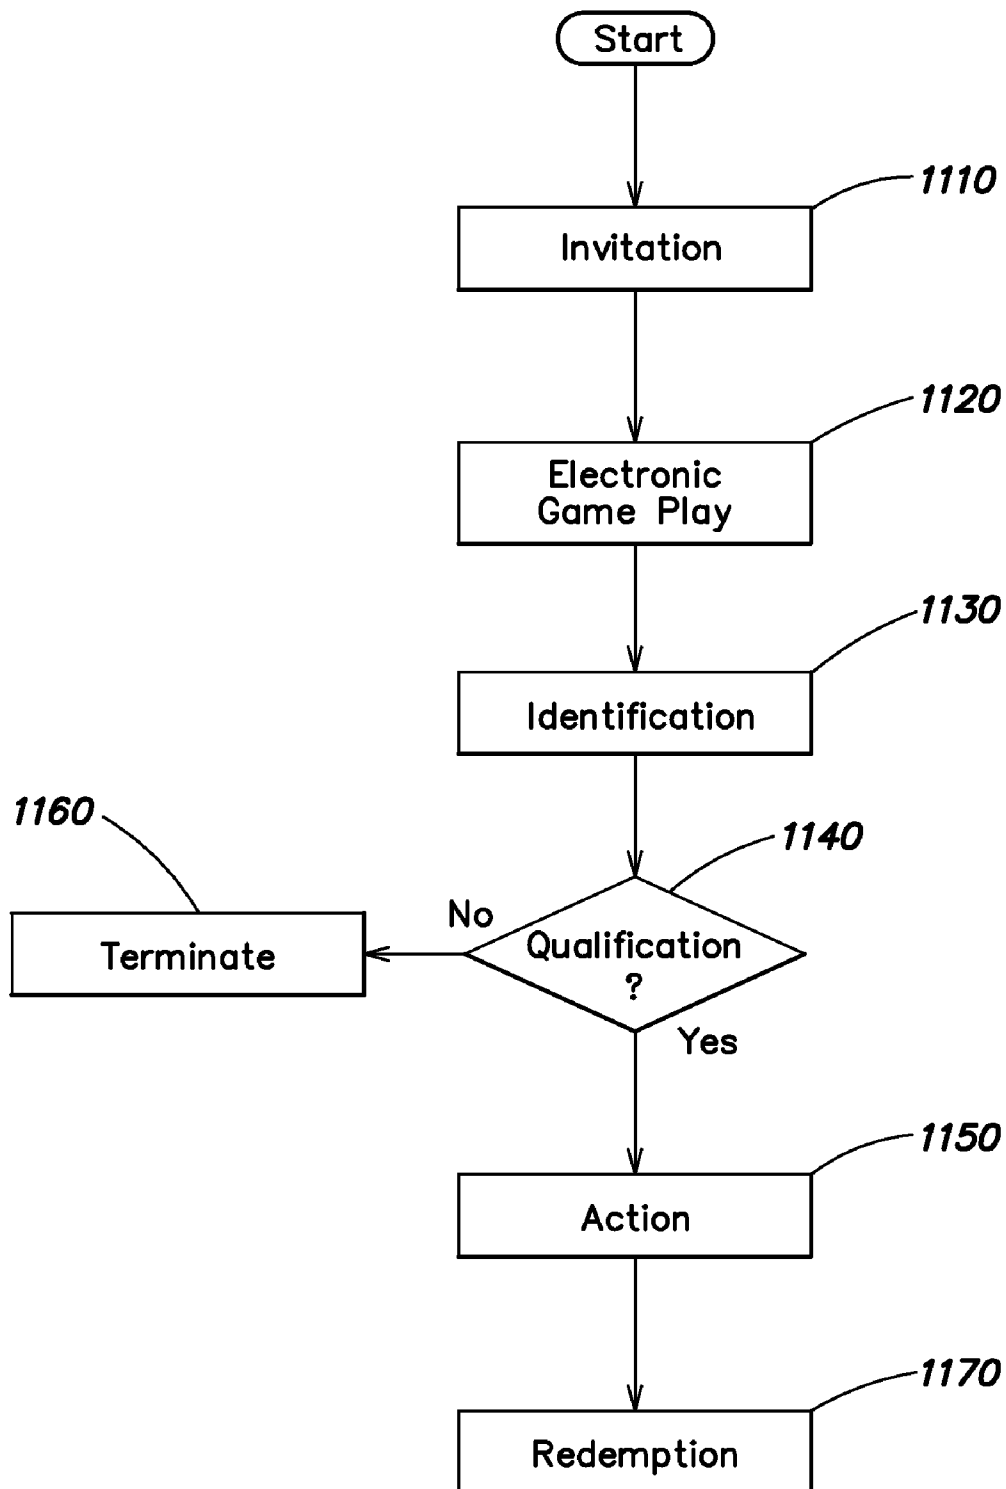 Start
1110
Invitation
1120
Electronic
Game Play
1130
Identification
1160
1140
No
Qualification
?
Terminate
Yes
1150
Action
1170
Redemption